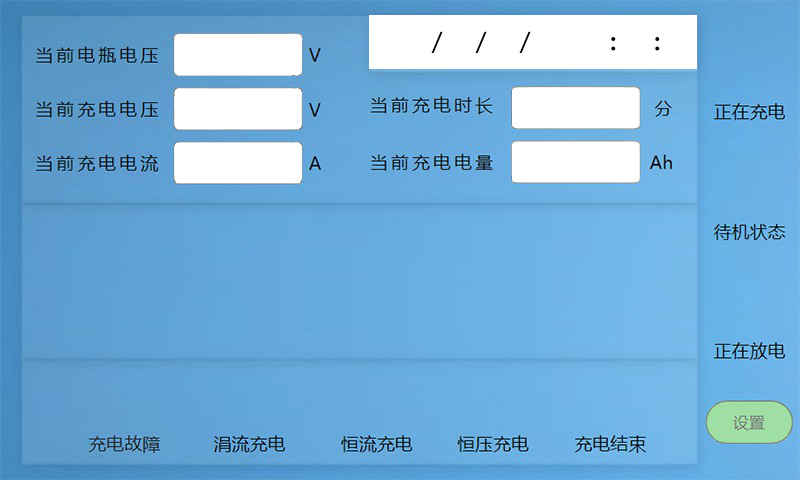 / / / : :
当前电瓶电压 V
当前充电电压 V 当前充电时长 分
当前充电电流 A 当前充电电量 Ah
正在充电
待机状态
正在放电
设置
充电故障 涓流充电 恒流充电 恒压充电 充电结束